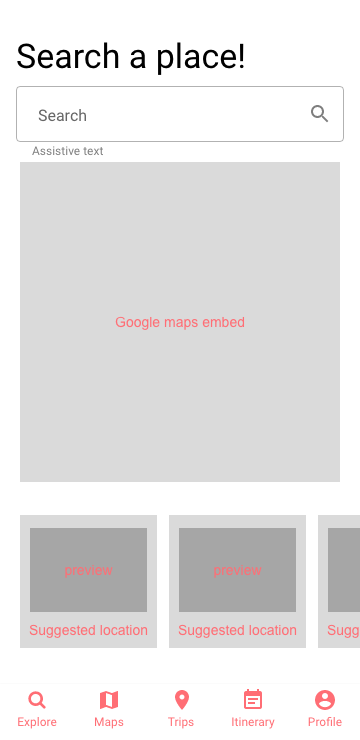 Search a place!
Search
Assistive text
Google maps embed
preview
preview
Suggested location
Suggested location
Sugg
Explore
Maps
Trips
Itinerary
Profile